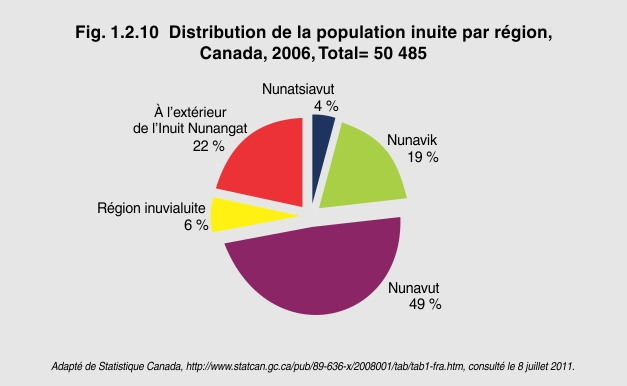 Fig. 1.2.10  Distribution de la population inuite par région,
Canada, 2006, Total= 50 485
Nunatsiavut
4 %
À l’extérieur
de l’Inuit Nunangat
22 %
Nunavik
19 %
Région inuvialuite
6 %
Nunavut
49 %
Adapté de Statistique Canada, http://www.statcan.gc.ca/pub/89-636-x/2008001/tab/tab1-fra.htm, consulté le 8 juillet 2011.